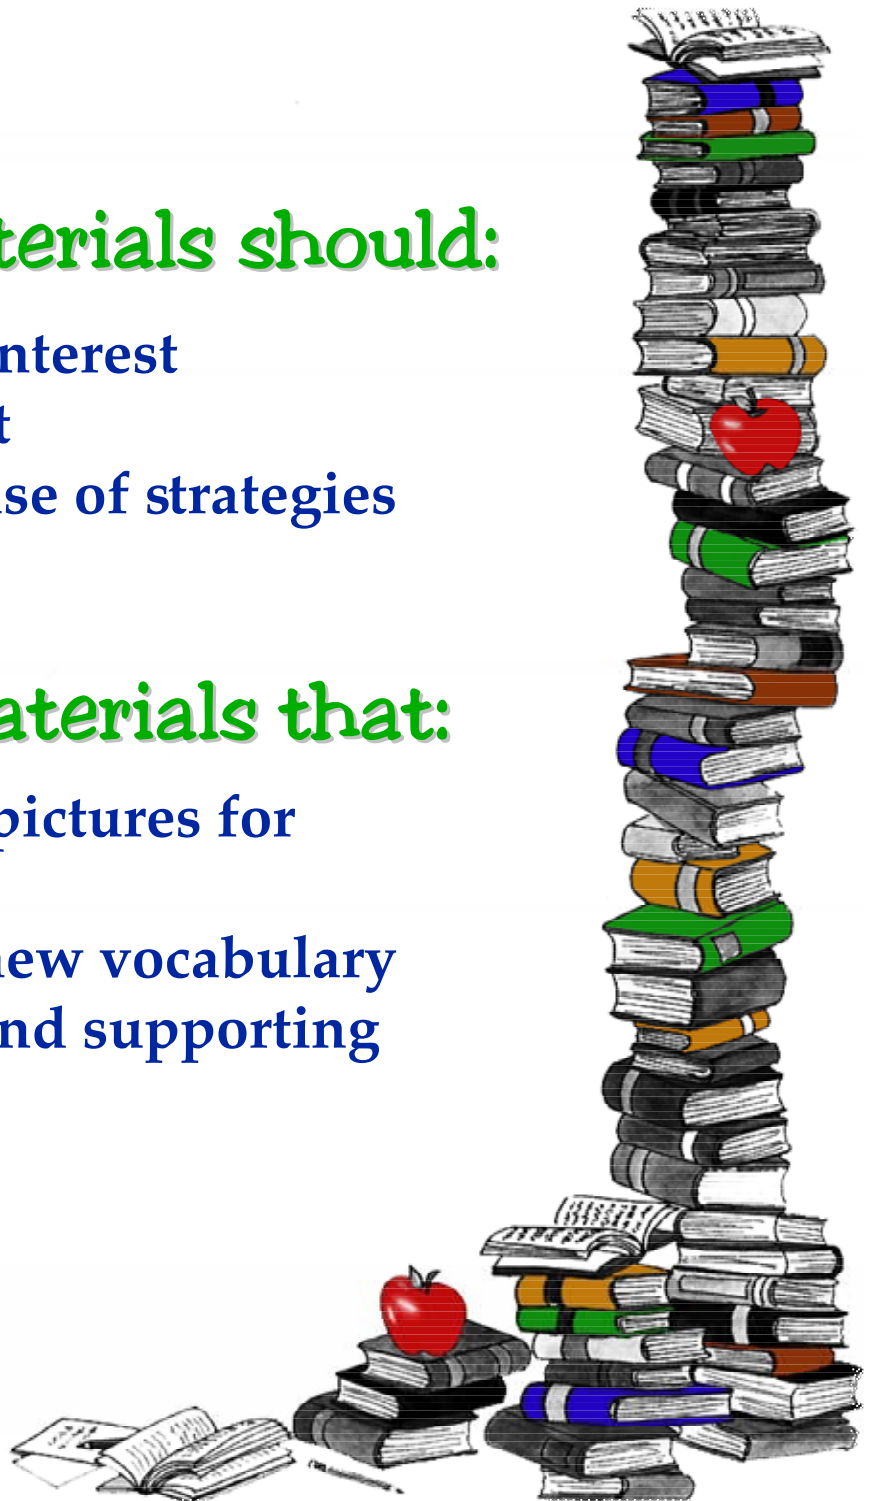 terials should:
nterest
t
se of strategies
aterials that:
pictures for
new vocabulary
nd supporting